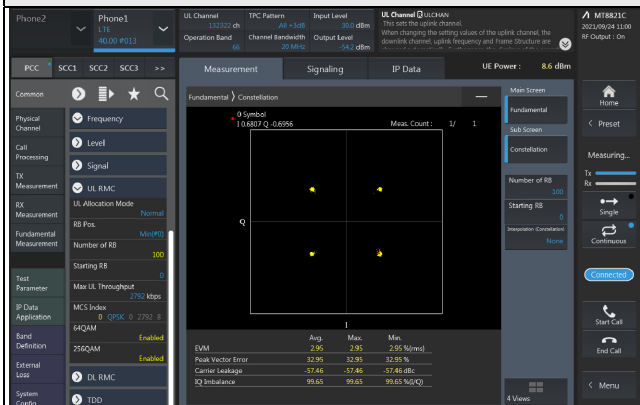 Phone2
Phone1
LTE
40.00 #013
UL Channel
132322 ch
TPC Pattern
All +3dB
Input Level
30.0 dBm
Operation Band
66
Channel Bandwidth
20 MHz
Output Level
-54.2 dBm
UL Channel ULCHAN
This sets the uplink channel.
When changing the setting values of the uplink channel, the
downlink channel, uplink frequency and Frame Structure are
MT8821C
2021/09/24 11:00
RF Output : On
PCC
SCC1
SCC2
SCC3
>>
Measurement
Signaling
IP Data
UE Power :
8.6 dBm
Common
Physical
Channel
Call
Processing
TX
Measurement
RX
Measurement
Fundamental
Measurement
Test
Parameter
IP Data
Application
Band
Definition
External
Loss
System
Config
Frequency
Level
Signal
UL RMC
UL Allocation Mode
Normal
RB Pos.
Min(#0)
Number of RB
100
Starting RB
0
Max UL Throughput
2792 kbps
MCS Index
0 QPSK 0 2792 8
64QAM
Enabled
256QAM
Enabled
DL RMC
TDD
Fundamental > Constellation
0 Symbol
I 0.6807 Q -0.6956
Meas. Count : 1/ 1
Q
I
Avg. Max. Min.
EVM 2.95 2.95 2.95 %(rms)
Peak Vector Error 32.95 32.95 32.95 %
Carrier Leakage -57.46 -57.46 -57.46 dBc
IQ Imbalance 99.65 99.65 99.65 %(I/Q)
Main Screen
Fundamental
Sub Screen
Constellation
Number of RB
100
Starting RB
0
Interpolation (Constellation)
None
4 Views
Home
< Preset
Measuring...
Tx
Rx
Single
Continuous
Connected
Start Call
End Call
< Menu